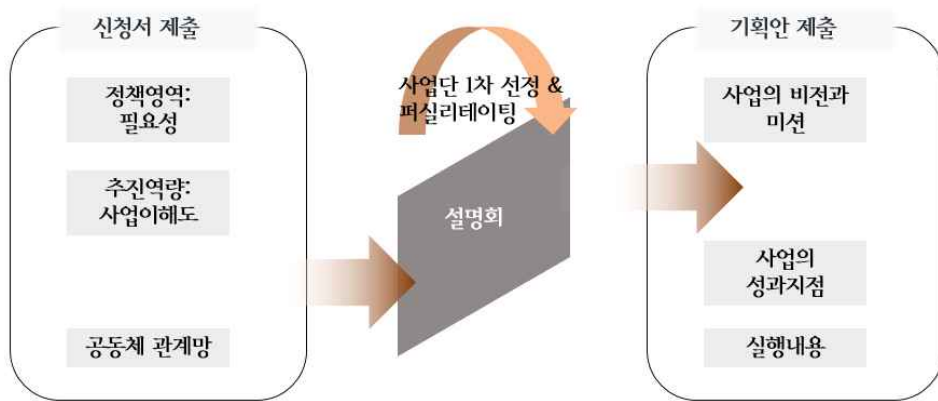 신청서 제출
정책영역:
필요성
추진역량:
사업이해도
공동체 관계망
사업단 1차 선정 &
퍼실리테이팅
설명회
기획안 제출
사업의 비전과
미션
사업의
성과지점
실행내용